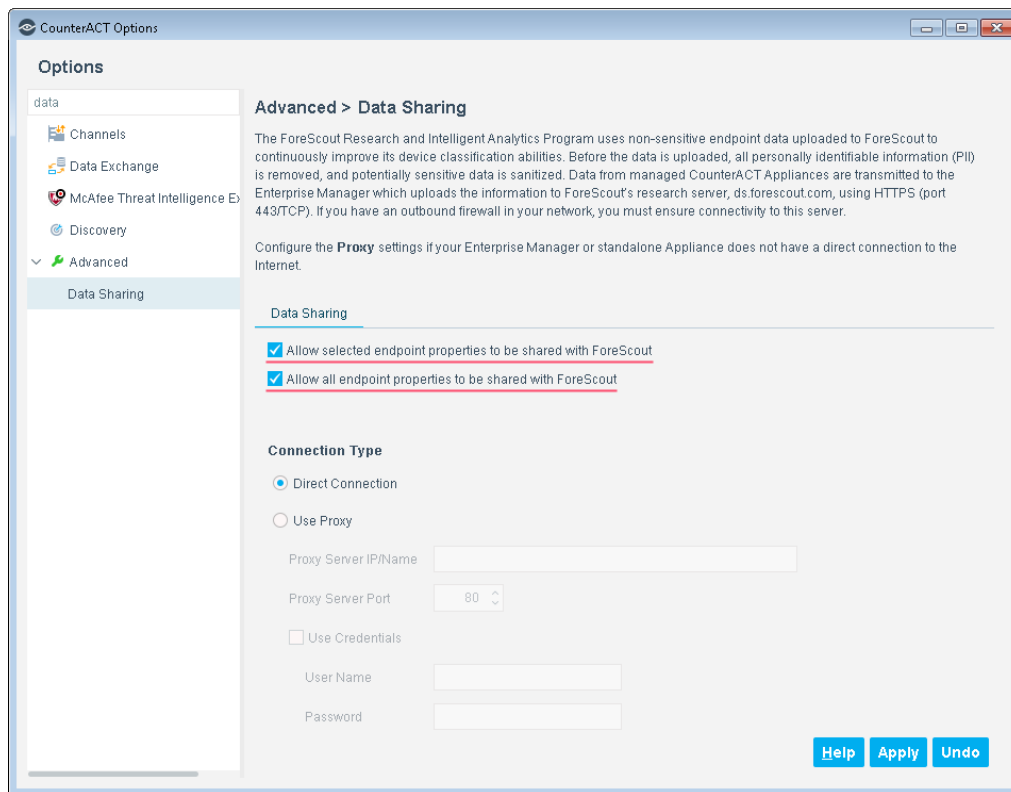 CounterACT Options
Options
data
Channels
Data Exchange
McAfee Threat Intelligence Ex
Discovery
Advanced
Data Sharing
Advanced > Data Sharing
The ForeScout Research and Intelligent Analytics Program uses non-sensitive endpoint data uploaded to ForeScout to
continuously improve its device classification abilities. Before the data is uploaded, all personally identifiable information (PII)
is removed, and potentially sensitive data is sanitized. Data from managed CounterACT Appliances are transmitted to the
Enterprise Manager which uploads the information to ForeScout's research server, ds.forescout.com, using HTTPS (port
443/TCP). If you have an outbound firewall in your network, you must ensure connectivity to this server.
Configure the Proxy settings if your Enterprise Manager or standalone Appliance does not have a direct connection to the
Internet.
Data Sharing
Allow selected endpoint properties to be shared with ForeScout
Allow all endpoint properties to be shared with ForeScout
Connection Type
Direct Connection
Use Proxy
Proxy Server IP/Name
Proxy Server Port 80
Use Credentials
User Name
Password
Help Apply Undo